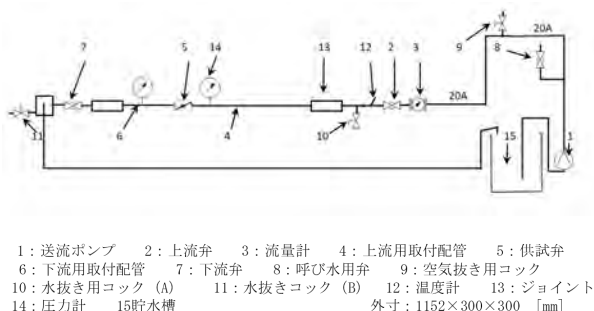 9
20A
8
7
5
14
13
12
2
3
20A
11
6
4
10
15
1
1：送流ポンプ　2：上流弁　3：流量計　4：上流用取付配管　5：供試弁
6：下流用取付配管　7：下流弁　8：呼び水用弁　9：空気抜き用コック
10：水抜き用コック (A)　11：水抜きコック (B)　12：温度計　13：ジョイント
14：圧力計　15貯水槽　外寸：1152×300×300　[mm]